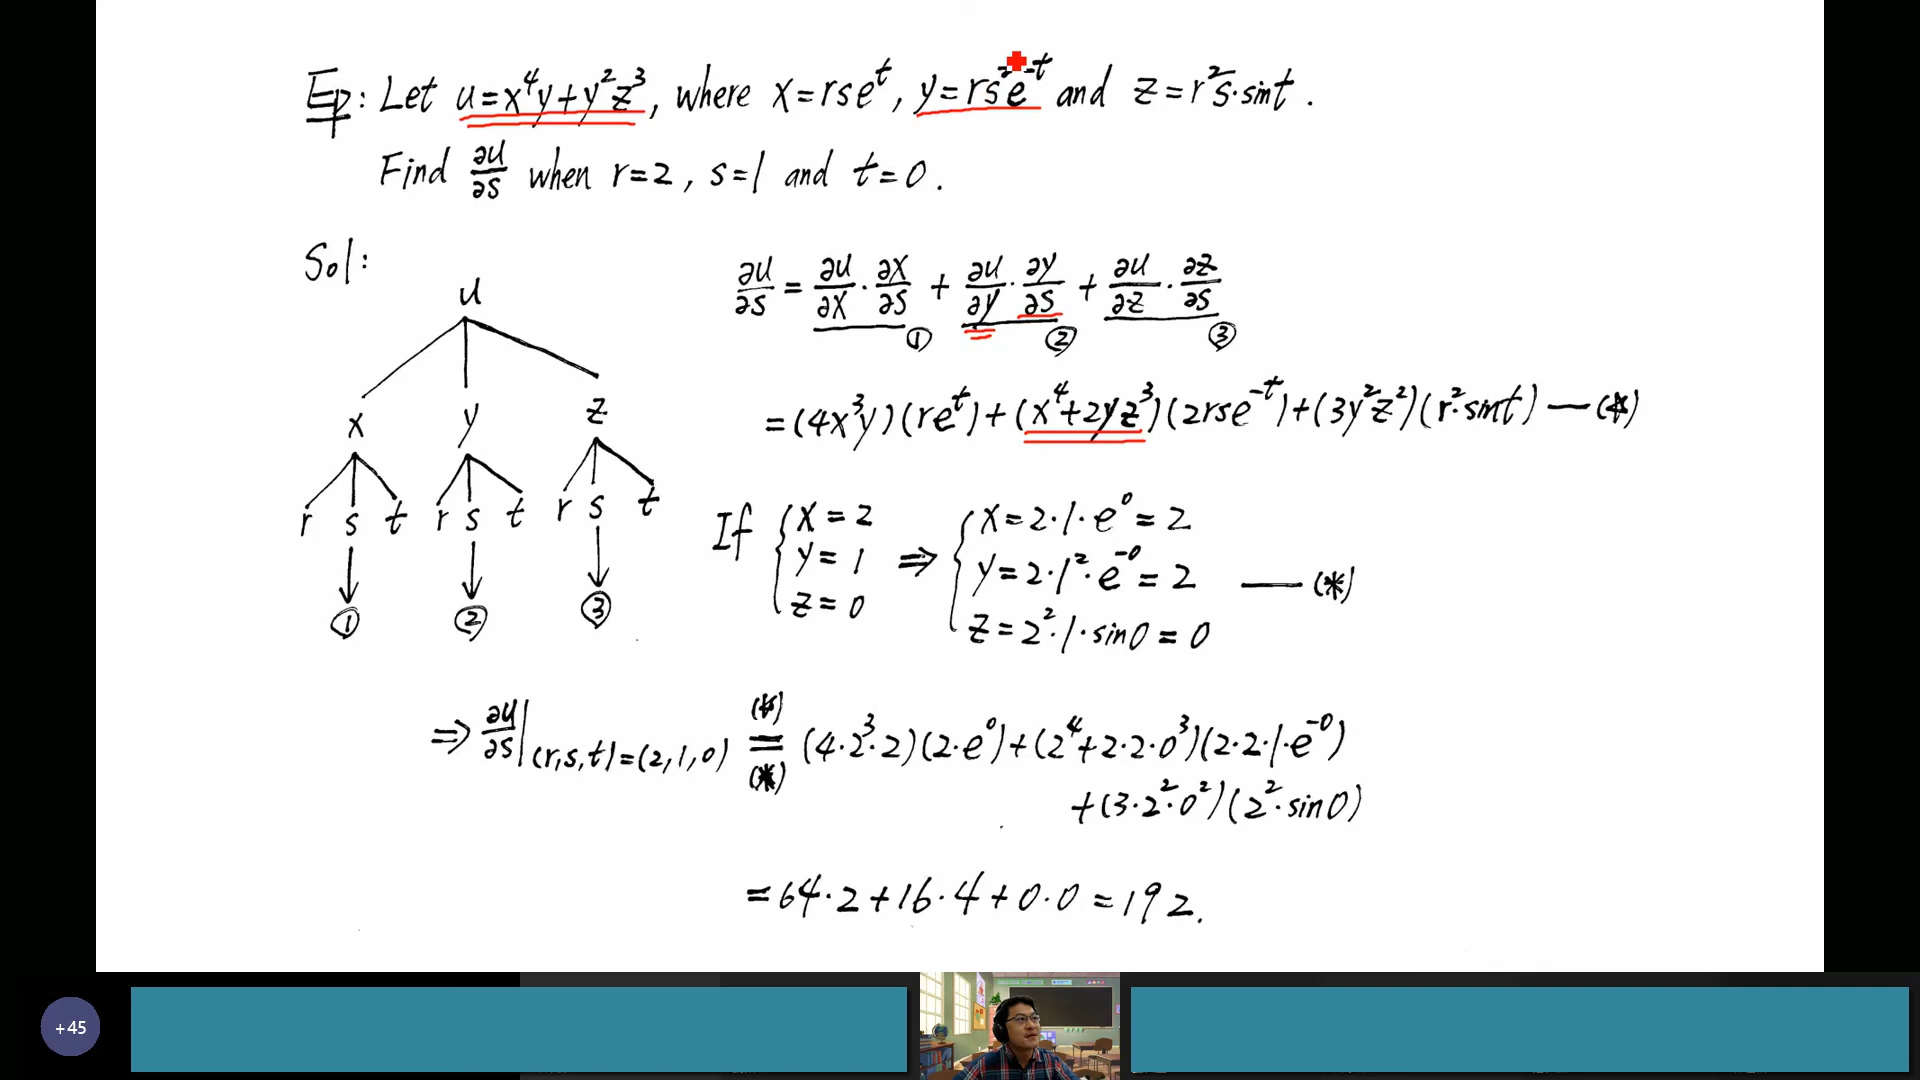 Ep: Let u=x⁴y+y²z³, where x=rse^t, y=rs²e^-t and z=r²s·sint.
Find ∂u/∂s when r=2, s=1 and t=0.
Sol:
u
x y z
r s t r s t r s t
① ② ③
∂u/∂s = ∂u/∂x · ∂x/∂s + ∂u/∂y · ∂y/∂s + ∂u/∂z · ∂z/∂s
① ② ③
=(4x³y)(re^t)+(x⁴+2yz³)(2rse^-t)+(3y²z²)(r²·sint) — (*)
If { x=2 y=1 z=0 ⇒ { x=2·1·e⁰=2
y=2·1²·e^-0=2 — (*)
z=2²·1·sin0=0
⇒ ∂u/∂s|(r,s,t)=(2,1,0) (*)=(*) (4·2³·2)(2·e⁰)+(2⁴+2·2·0³)(2·2·1·e^-0)
+(3·2²·0²)(2²·sin0)
=64·2+16·4+0·0=192.
+45